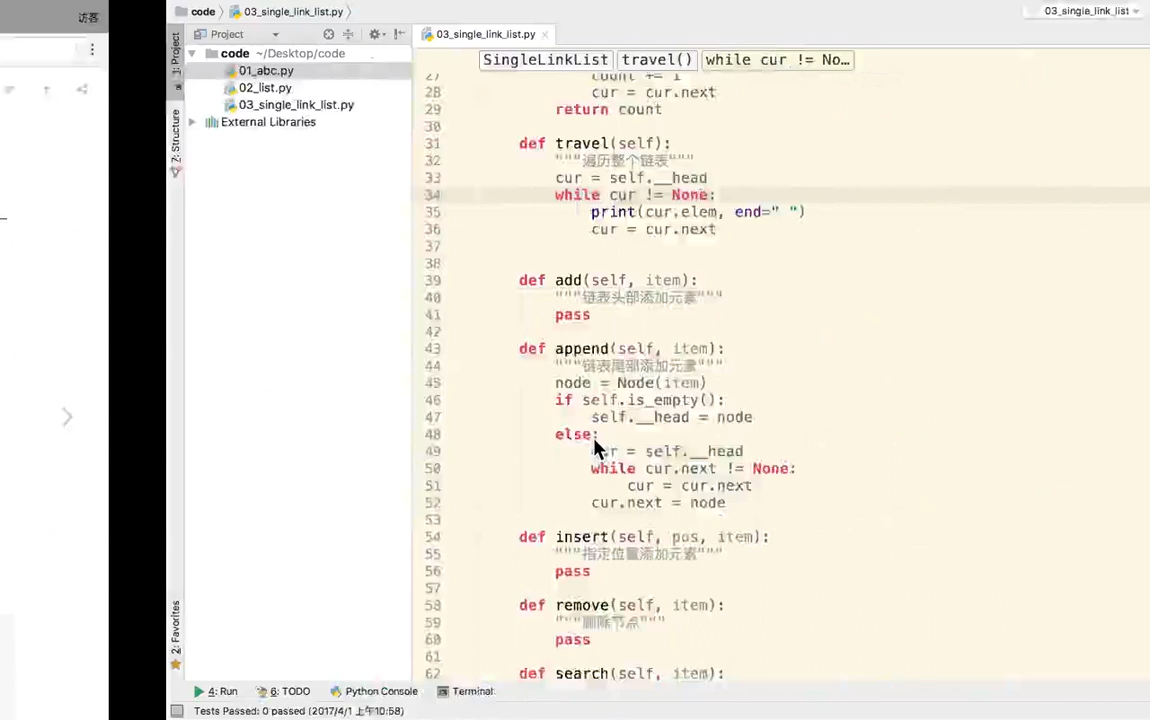 访客
code 03_single_link_list.py
03_single_link_list
1: Project
Project
03_single_link_list.py
code ~/Desktop/code
01_abc.py
02_list.py
03_single_link_list.py
External Libraries
7: Structure
2: Favorites
SingleLinkList travel() while cur != No…
27 count += 1
28 cur = cur.next
29 return count
30
31 def travel(self):
32 """遍历整个链表"""
33 cur = self.__head
34 while cur != None:
35 print(cur.elem, end=" ")
36 cur = cur.next
37
38
39 def add(self, item):
40 """链表头部添加元素"""
41 pass
42
43 def append(self, item):
44 """链表尾部添加元素"""
45 node = Node(item)
46 if self.is_empty():
47 self.__head = node
48 else:
49 cur = self.__head
50 while cur.next != None:
51 cur = cur.next
52 cur.next = node
53
54 def insert(self, pos, item):
55 """指定位置添加元素"""
56 pass
57
58 def remove(self, item):
59 """删除节点"""
60 pass
61
62 def search(self, item):
4: Run 6: TODO Python Console Terminal
Tests Passed: 0 passed (2017/4/1 上午10:58)